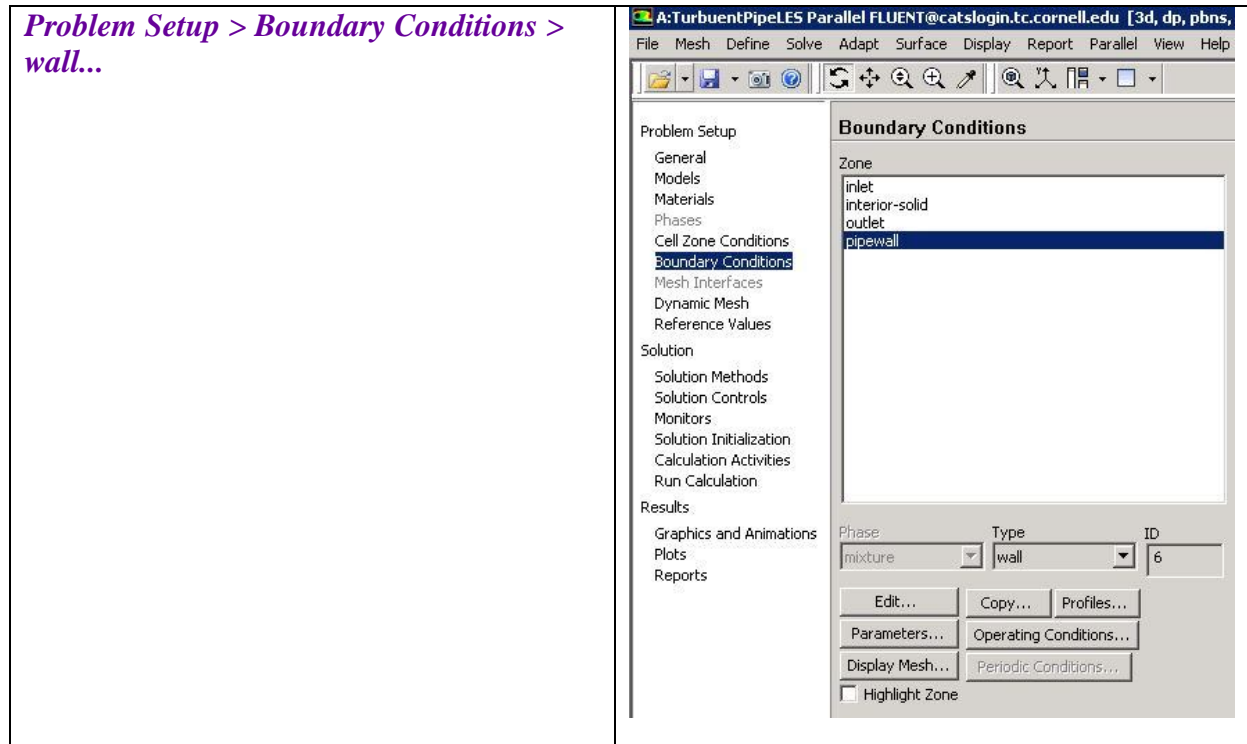 Problem Setup > Boundary Conditions >
wall...
A:TurbuentPipeLES Parallel FLUENT@catslogin.tc.cornell.edu [3d, dp, pbns,
File Mesh Define Solve Adapt Surface Display Report Parallel View Help
Problem Setup
General
Models
Materials
Phases
Cell Zone Conditions
Boundary Conditions
Mesh Interfaces
Dynamic Mesh
Reference Values
Solution
Solution Methods
Solution Controls
Monitors
Solution Initialization
Calculation Activities
Run Calculation
Results
Graphics and Animations
Plots
Reports
Boundary Conditions
Zone
inlet
interior-solid
outlet
pipewall
Phase Type ID
mixture wall 6
Edit... Copy... Profiles...
Parameters... Operating Conditions...
Display Mesh... Periodic Conditions...
Highlight Zone